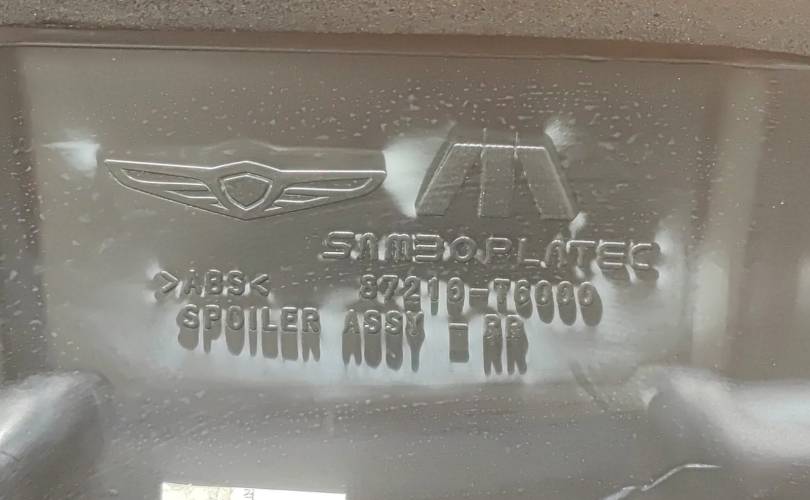 SAMBOPLATEC
>ABS< 87210-T6000
SPOILER ASSY - RR